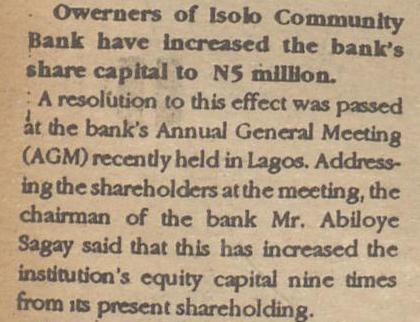 Owerners of Isolo Community
Bank have increased the bank's
share capital to N5 million.
A resolution to this effect was passed
at the bank's Annual General Meeting
(AGM) recently held in Lagos. Address-
ing the shareholders at the meeting, the
chairman of the bank Mr. Abiloye
Sagay said that this has increased the
institution's equity capital nine times
from its present shareholding.